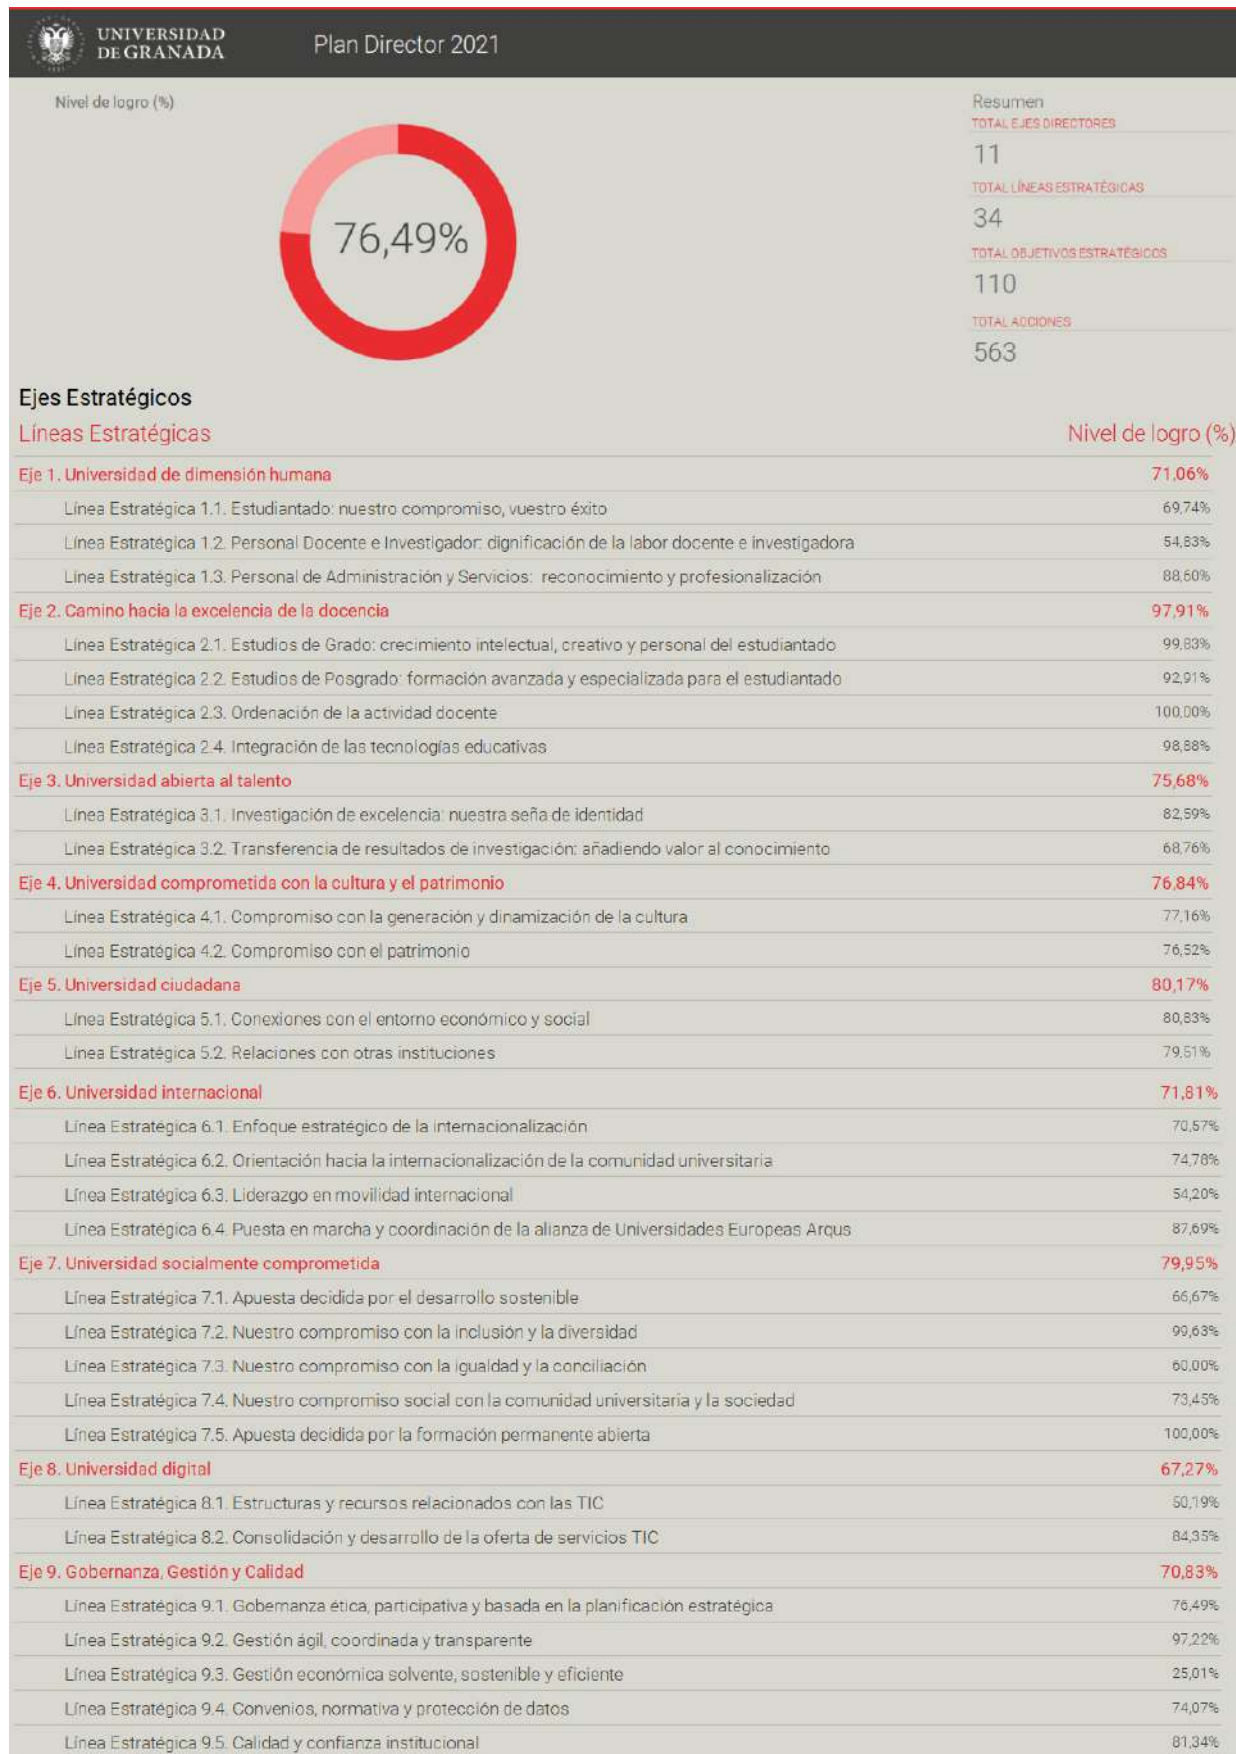 UNIVERSIDAD
DE GRANADA
Plan Director 2021
Nivel de logro (%)
76,49%
Resumen
TOTAL EJES DIRECTORES
11
TOTAL LÍNEAS ESTRATÉGICAS
34
TOTAL OBJETIVOS ESTRATÉGICOS
110
TOTAL ACCIONES
563
Ejes Estratégicos
Líneas Estratégicas Nivel de logro (%)
Eje 1. Universidad de dimensión humana 71,06%
Línea Estratégica 1.1. Estudiantado: nuestro compromiso, vuestro éxito 69,74%
Línea Estratégica 1.2. Personal Docente e Investigador: dignificación de la labor docente e investigadora 54,83%
Línea Estratégica 1.3. Personal de Administración y Servicios: reconocimiento y profesionalización 88,60%
Eje 2. Camino hacia la excelencia de la docencia 97,91%
Línea Estratégica 2.1. Estudios de Grado: crecimiento intelectual, creativo y personal del estudiantado 99,83%
Línea Estratégica 2.2. Estudios de Posgrado: formación avanzada y especializada para el estudiantado 92,91%
Línea Estratégica 2.3. Ordenación de la actividad docente 100,00%
Línea Estratégica 2.4. Integración de las tecnologías educativas 98,88%
Eje 3. Universidad abierta al talento 75,68%
Línea Estratégica 3.1. Investigación de excelencia: nuestra seña de identidad 82,59%
Línea Estratégica 3.2. Transferencia de resultados de investigación: añadiendo valor al conocimiento 68,76%
Eje 4. Universidad comprometida con la cultura y el patrimonio 76,84%
Línea Estratégica 4.1. Compromiso con la generación y dinamización de la cultura 77,16%
Línea Estratégica 4.2. Compromiso con el patrimonio 76,52%
Eje 5. Universidad ciudadana 80,17%
Línea Estratégica 5.1. Conexiones con el entorno económico y social 80,83%
Línea Estratégica 5.2. Relaciones con otras instituciones 79,51%
Eje 6. Universidad internacional 71,81%
Línea Estratégica 6.1. Enfoque estratégico de la internacionalización 70,57%
Línea Estratégica 6.2. Orientación hacia la internacionalización de la comunidad universitaria 74,78%
Línea Estratégica 6.3. Liderazgo en movilidad internacional 54,20%
Línea Estratégica 6.4. Puesta en marcha y coordinación de la alianza de Universidades Europeas Arqus 87,69%
Eje 7. Universidad socialmente comprometida 79,95%
Línea Estratégica 7.1. Apuesta decidida por el desarrollo sostenible 66,67%
Línea Estratégica 7.2. Nuestro compromiso con la inclusión y la diversidad 99,63%
Línea Estratégica 7.3. Nuestro compromiso con la igualdad y la conciliación 60,00%
Línea Estratégica 7.4. Nuestro compromiso social con la comunidad universitaria y la sociedad 73,45%
Línea Estratégica 7.5. Apuesta decidida por la formación permanente abierta 100,00%
Eje 8. Universidad digital 67,27%
Línea Estratégica 8.1. Estructuras y recursos relacionados con las TIC 50,19%
Línea Estratégica 8.2. Consolidación y desarrollo de la oferta de servicios TIC 84,35%
Eje 9. Gobernanza, Gestión y Calidad 70,83%
Línea Estratégica 9.1. Gobernanza ética, participativa y basada en la planificación estratégica 76,49%
Línea Estratégica 9.2. Gestión ágil, coordinada y transparente 97,22%
Línea Estratégica 9.3. Gestión económica solvente, sostenible y eficiente 25,01%
Línea Estratégica 9.4. Convenios, normativa y protección de datos 74,07%
Línea Estratégica 9.5. Calidad y confianza institucional 81,34%